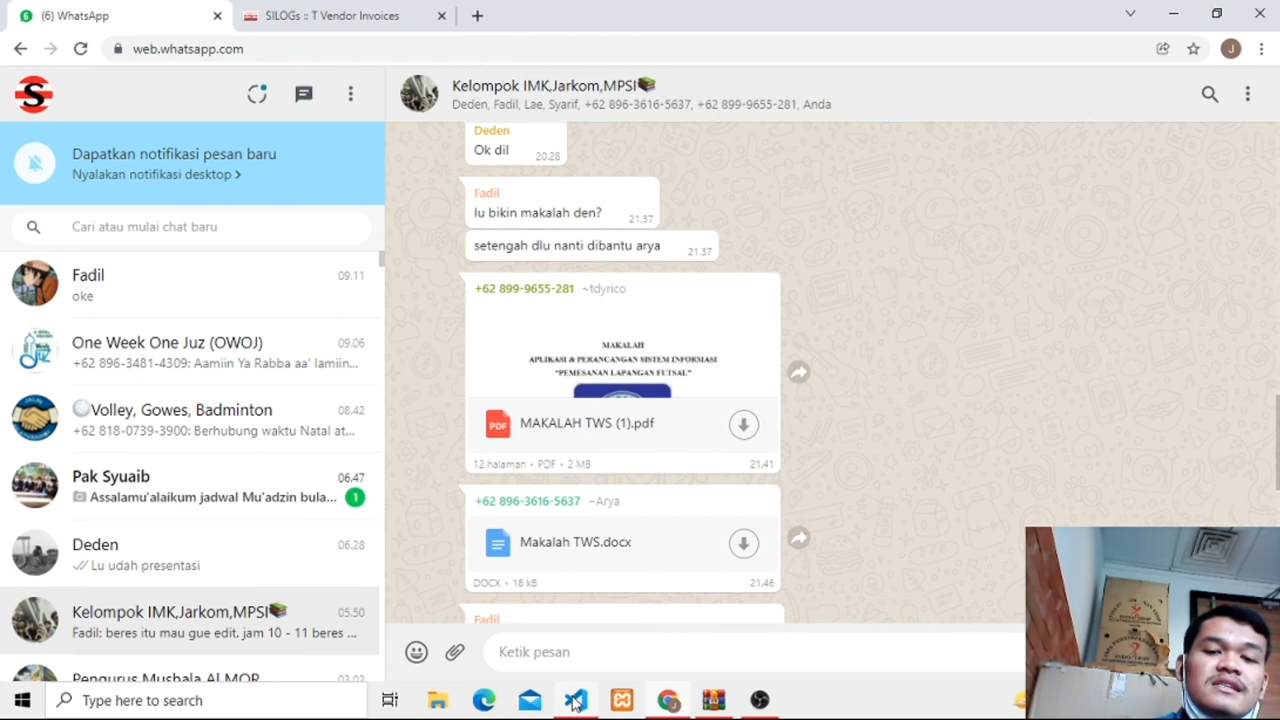 (6) WhatsApp
SILOGs :: T Vendor Invoices
web.whatsapp.com
J
S
Dapatkan notifikasi pesan baru
Nyalakan notifikasi desktop >
Cari atau mulai chat baru
Fadil 09.11
oke
One Week One Juz (OWOJ) 09.06
+62 896-3481-4309: Aamiin Ya Rabba aa' lamiin...
Volley, Gowes, Badminton 08.42
+62 818-0739-3900: Berhubung waktu Natal at...
Pak Syuaib 06.47
Assalamu'alaikum jadwal Mu'adzin bula... 1
Deden 06.28
Lu udah presentasi
Kelompok IMK,Jarkom,MPSI📚 05.50
Fadil: beres itu mau gue edit. jam 10 - 11 beres ...
Pengurus Mushala AL MOR 03.02
Kelompok IMK,Jarkom,MPSI📚
Deden, Fadil, Lae, Syarif, +62 896-3616-5637, +62 899-9655-281, Anda
Deden
Ok dil 20.28
Fadil
lu bikin makalah den? 21.37
setengah dlu nanti dibantu arya 21.37
+62 899-9655-281 ~tdyrico
MAKALAH
APLIKASI & PERANCANGAN SISTEM INFORMASI
"PEMESANAN LAPANGAN FUTSAL"
PDF MAKALAH TWS (1).pdf
12 halaman • PDF • 2 MB 21.41
+62 896-3616-5637 ~Arya
Makalah TWS.docx
DOCX • 18 kB 21.46
Fadil
Ketik pesan
Type here to search